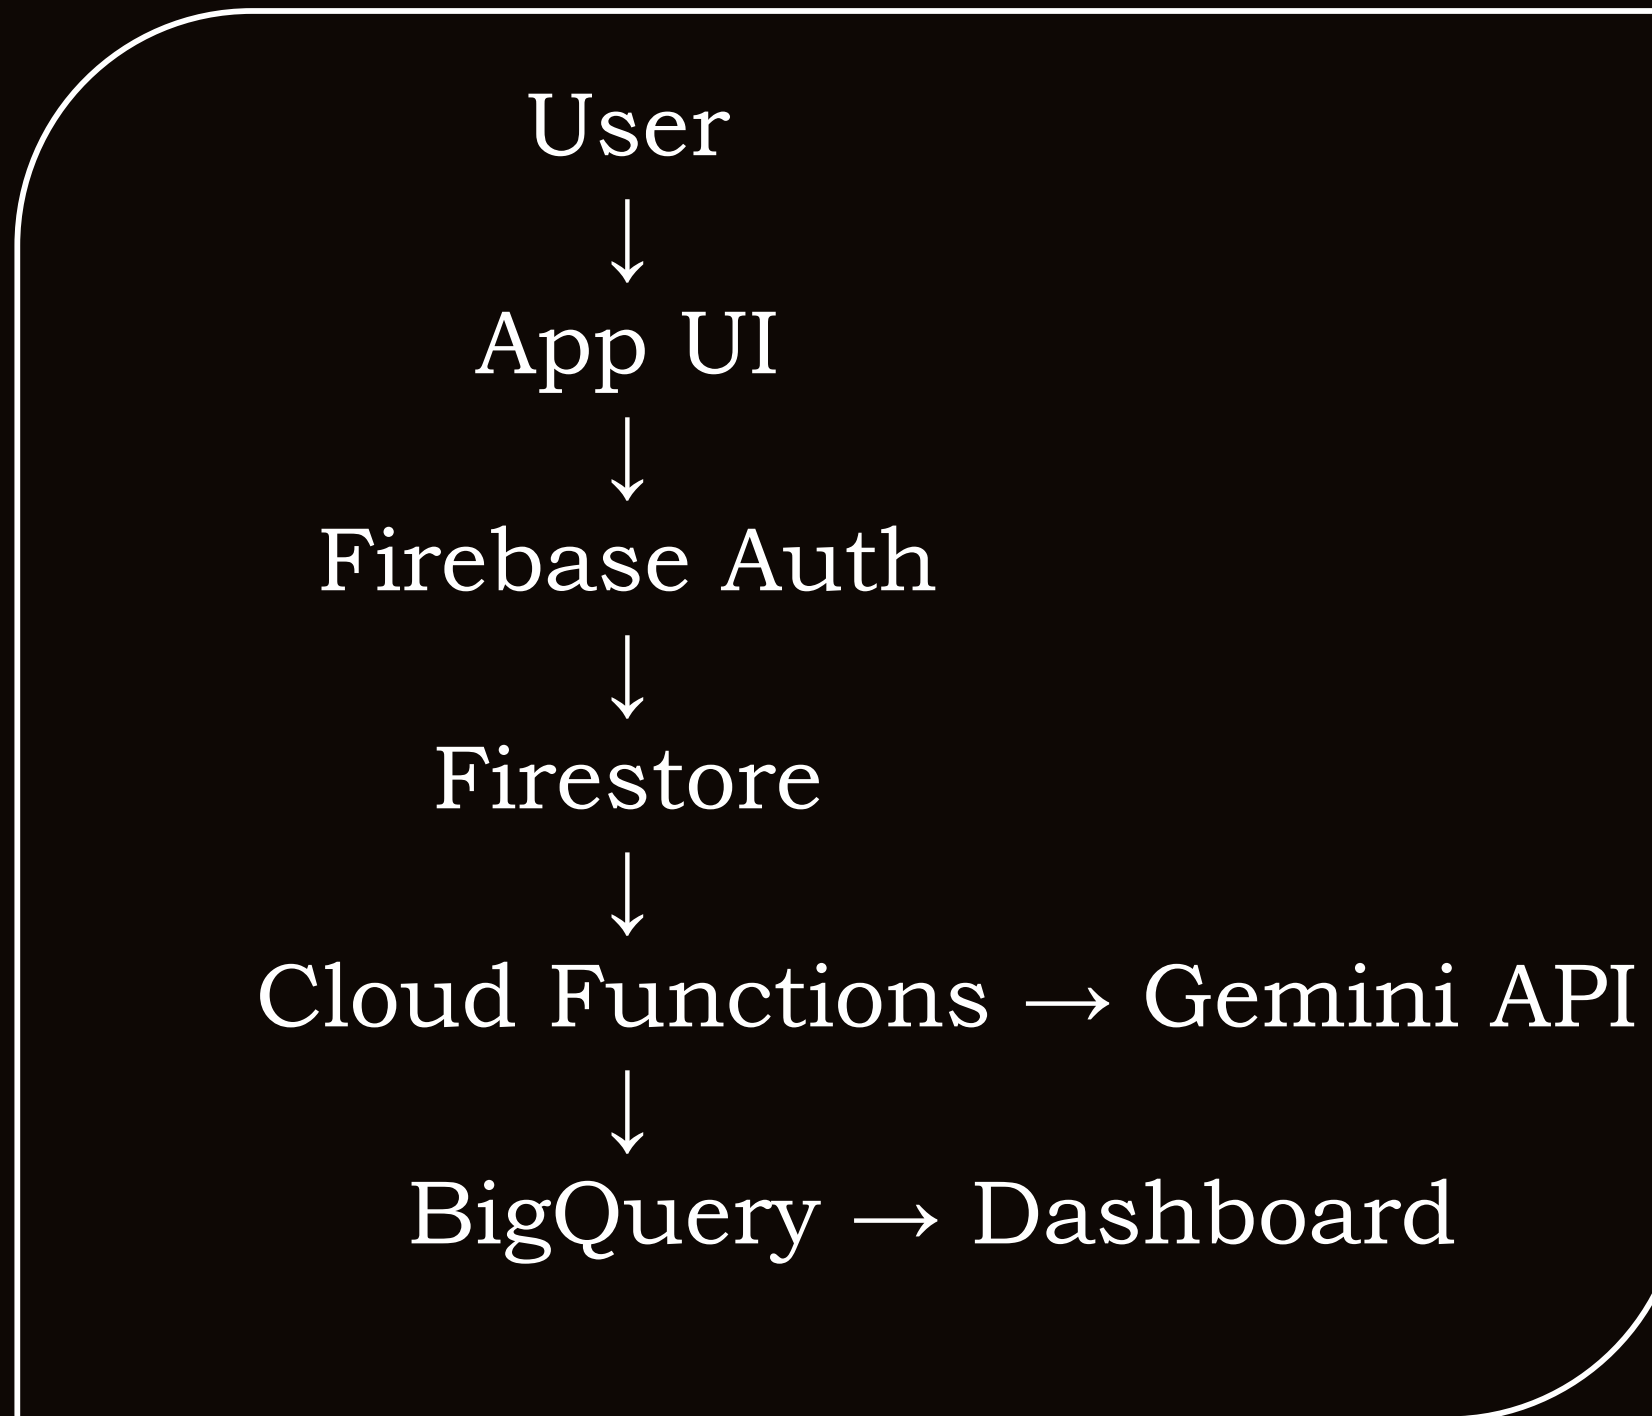 User
↓
App UI
↓
Firebase Auth
↓
Firestore
↓
Cloud Functions → Gemini API
↓
BigQuery → Dashboard